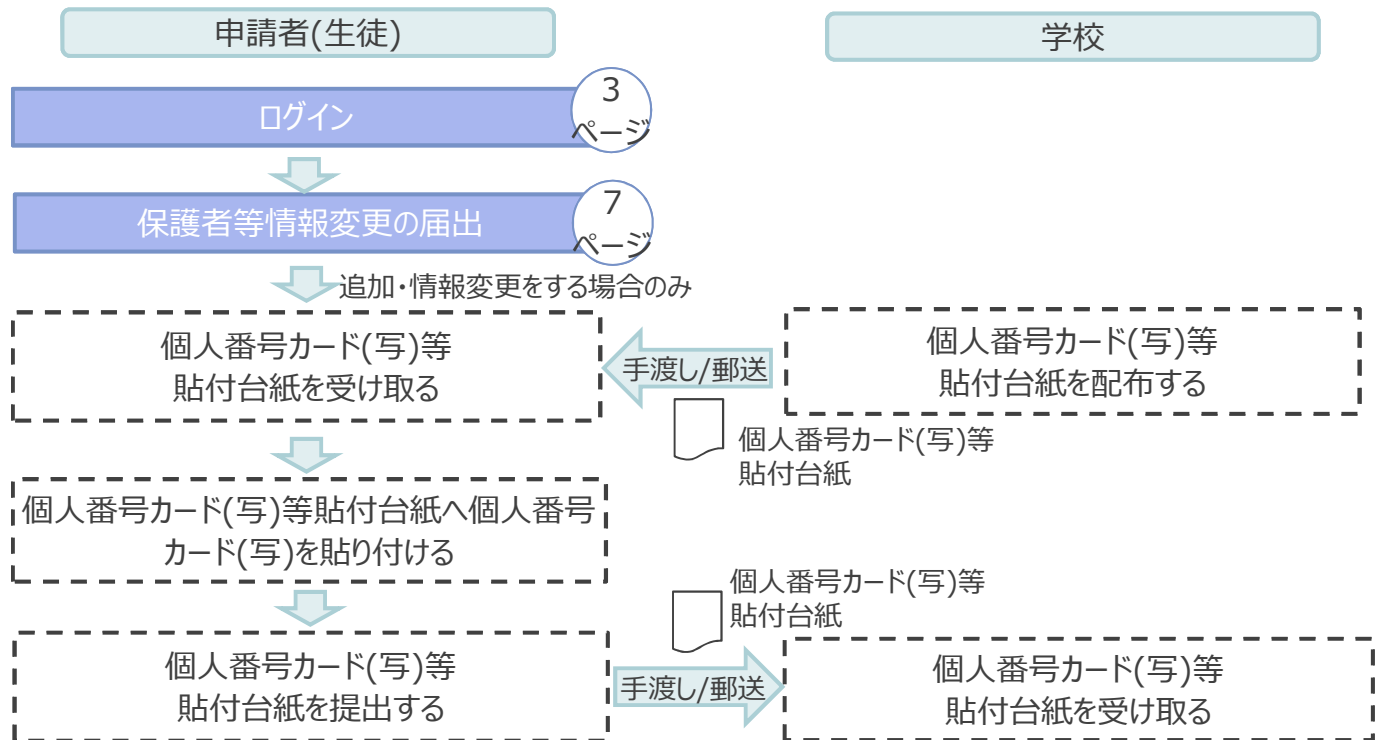 申請者(生徒)
学校
ログイン
3
ページ
保護者等情報変更の届出
7
ページ
追加・情報変更をする場合のみ
個人番号カード(写)等
貼付台紙を受け取る
手渡し/郵送
個人番号カード(写)等
貼付台紙を配布する
個人番号カード(写)等
貼付台紙
個人番号カード(写)等貼付台紙へ個人番号
カード(写)を貼り付ける
個人番号カード(写)等
貼付台紙
個人番号カード(写)等
貼付台紙を提出する
手渡し/郵送
個人番号カード(写)等
貼付台紙を受け取る